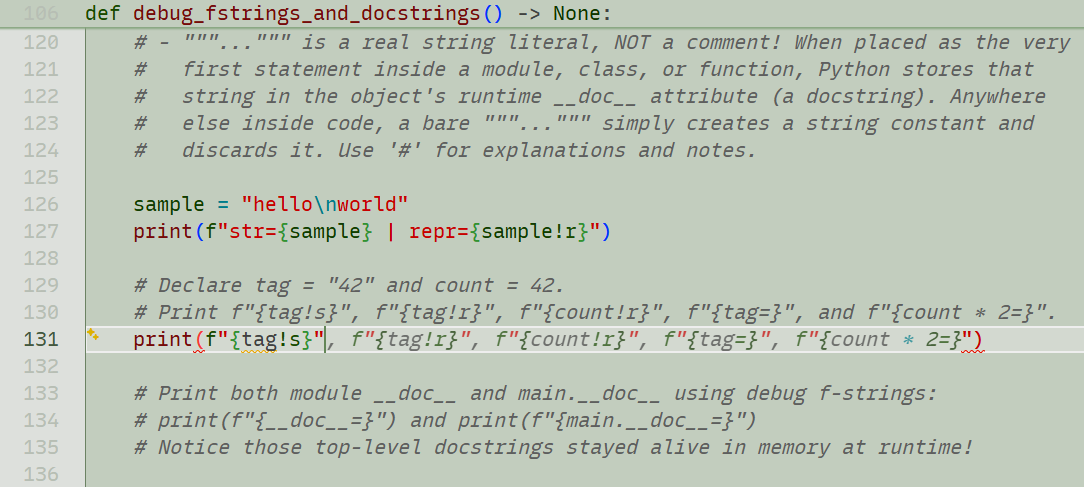 106 def debug_fstrings_and_docstrings() -> None:
120     # - """...""" is a real string literal, NOT a comment! When placed as the very
121     #   first statement inside a module, class, or function, Python stores that
122     #   string in the object's runtime __doc__ attribute (a docstring). Anywhere
123     #   else inside code, a bare """...""" simply creates a string constant and
124     #   discards it. Use '#' for explanations and notes.
125
126     sample = "hello\nworld"
127     print(f"str={sample} | repr={sample!r}")
128
129     # Declare tag = "42" and count = 42.
130     # Print f"{tag!s}", f"{tag!r}", f"{count!r}", f"{tag=}", and f"{count * 2=}".
131     print(f"{tag!s}", f"{tag!r}", f"{count!r}", f"{tag=}", f"{count * 2=}")
132
133     # Print both module __doc__ and main.__doc__ using debug f-strings:
134     # print(f"{__doc__=}") and print(f"{main.__doc__=}")
135     # Notice those top-level docstrings stayed alive in memory at runtime!
136